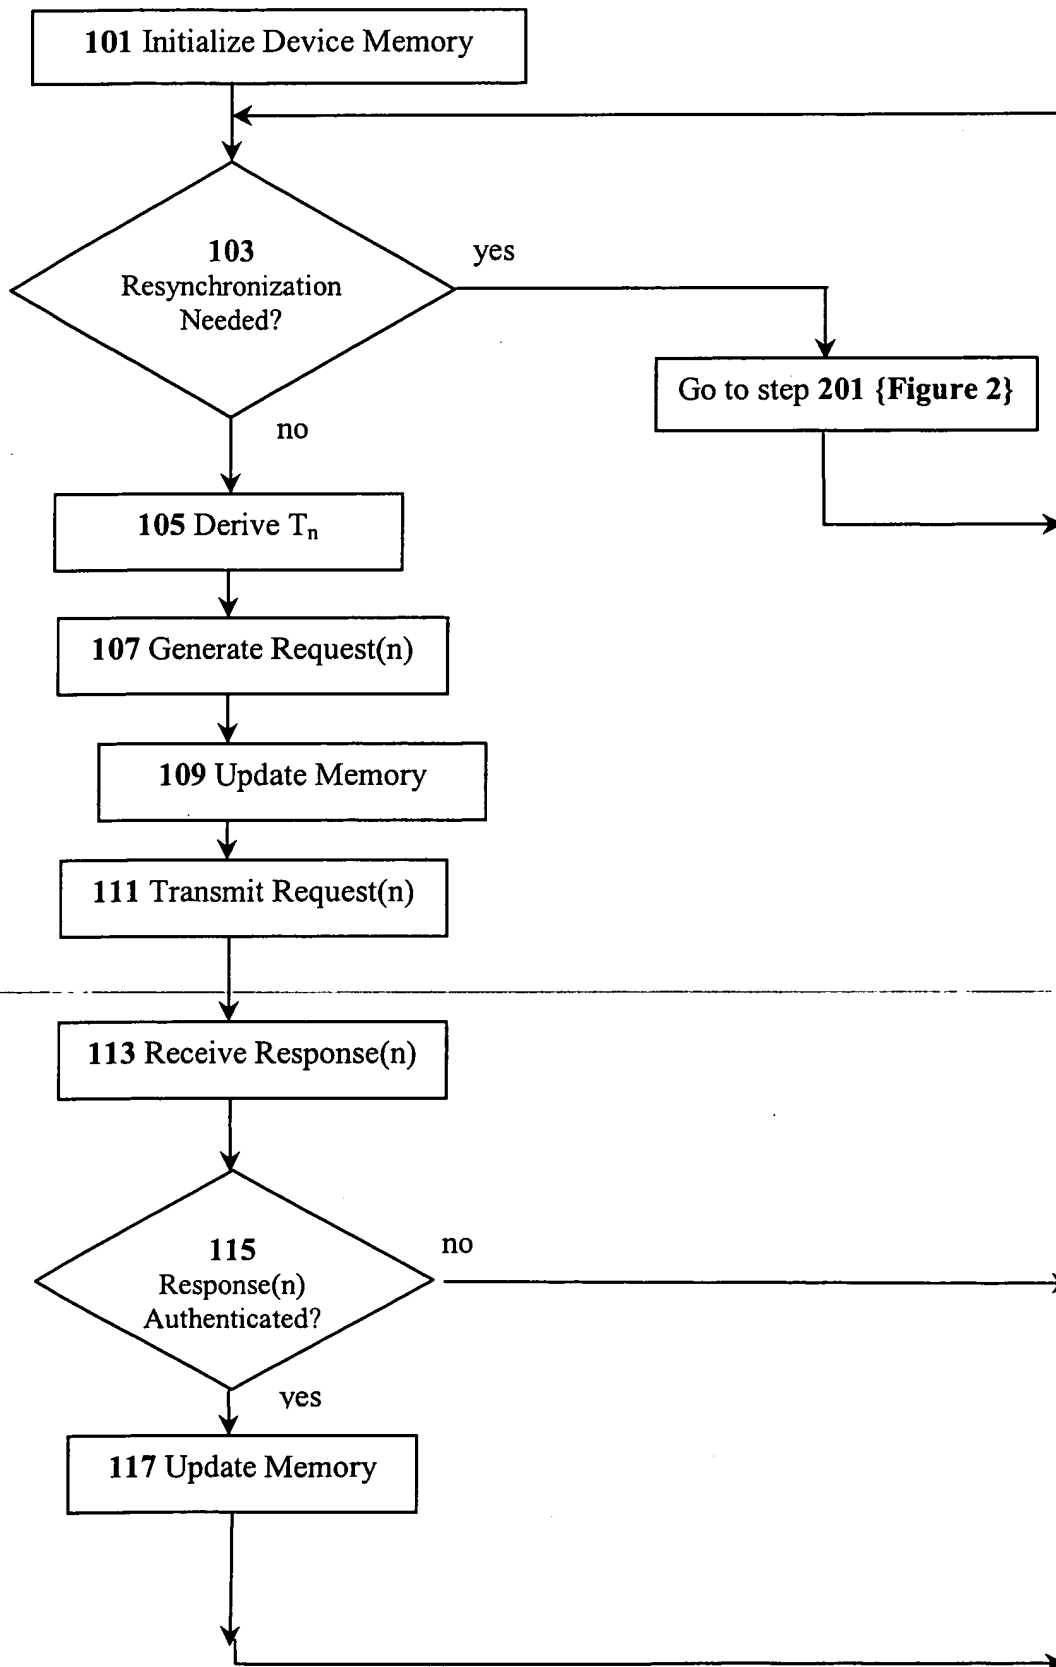 101 Initialize Device Memory
103
Resynchronization
Needed?
yes
Go to step 201 {Figure 2}
no
105 Derive Tn
107 Generate Request(n)
109 Update Memory
111 Transmit Request(n)
113 Receive Response(n)
115
Response(n)
Authenticated?
no
yes
117 Update Memory